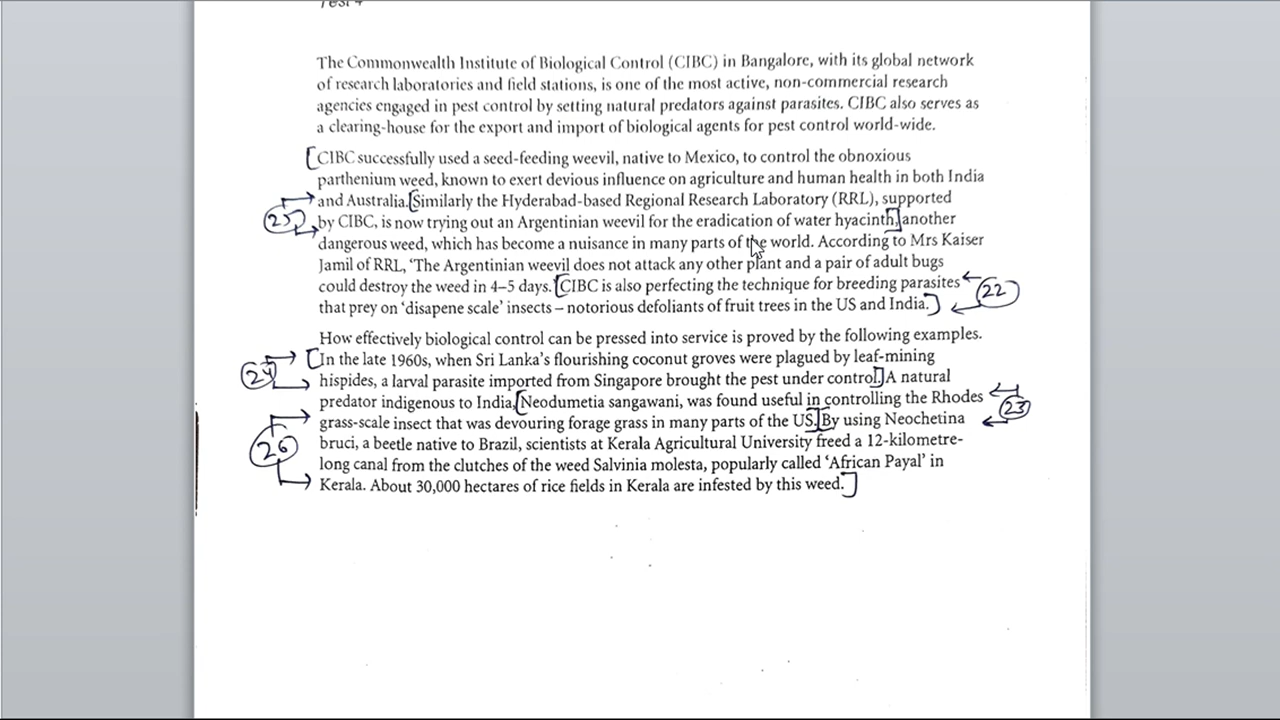 Test 4
The Commonwealth Institute of Biological Control (CIBC) in Bangalore, with its global network
of research laboratories and field stations, is one of the most active, non-commercial research
agencies engaged in pest control by setting natural predators against parasites. CIBC also serves as
a clearing-house for the export and import of biological agents for pest control world-wide.
[CIBC successfully used a seed-feeding weevil, native to Mexico, to control the obnoxious
parthenium weed, known to exert devious influence on agriculture and human health in both India
and Australia. [Similarly the Hyderabad-based Regional Research Laboratory (RRL), supported
25 by CIBC, is now trying out an Argentinian weevil for the eradication of water hyacinth,] another
dangerous weed, which has become a nuisance in many parts of the world. According to Mrs Kaiser
Jamil of RRL, ‘The Argentinian weevil does not attack any other plant and a pair of adult bugs
could destroy the weed in 4–5 days. [CIBC is also perfecting the technique for breeding parasites 22
that prey on ‘disapene scale’ insects – notorious defoliants of fruit trees in the US and India.]
How effectively biological control can be pressed into service is proved by the following examples.
[In the late 1960s, when Sri Lanka’s flourishing coconut groves were plagued by leaf-mining
24 hispides, a larval parasite imported from Singapore brought the pest under control.] A natural
predator indigenous to India, [Neodumetia sangawani, was found useful in controlling the Rhodes 23
grass-scale insect that was devouring forage grass in many parts of the US.] [By using Neochetina
26 bruci, a beetle native to Brazil, scientists at Kerala Agricultural University freed a 12-kilometre-
long canal from the clutches of the weed Salvinia molesta, popularly called ‘African Payal’ in
Kerala. About 30,000 hectares of rice fields in Kerala are infested by this weed.]